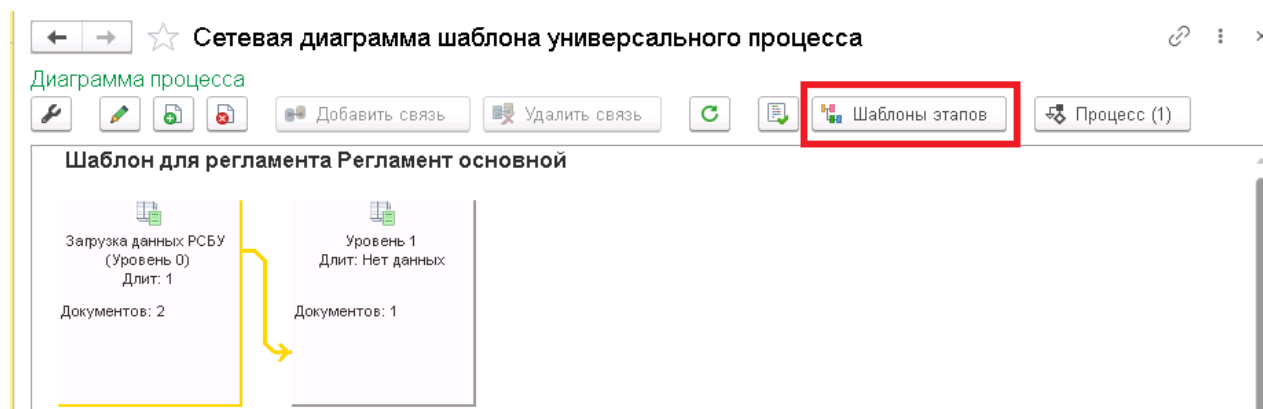 Сетевая диаграмма шаблона универсального процесса
Диаграмма процесса
Добавить связь
Удалить связь
Шаблоны этапов
Процесс (1)
Шаблон для регламента Регламент основной
Загрузка данных РСБУ
(Уровень 0)
Длит: 1
Документов: 2
Уровень 1
Длит: Нет данных
Документов: 1